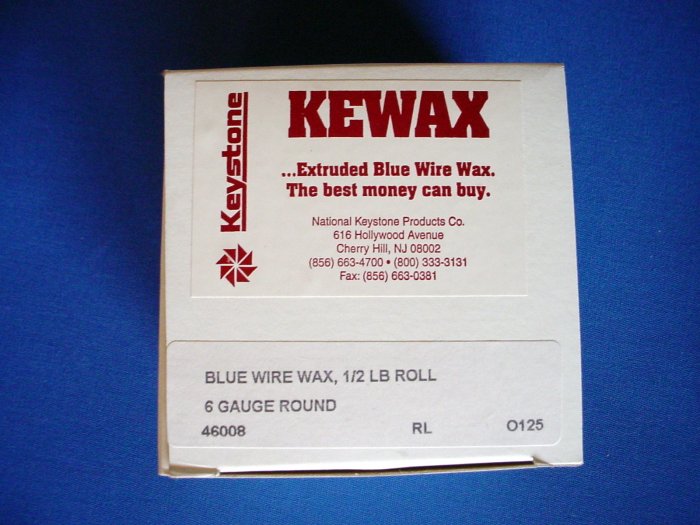 Keystone
KEWAX
...Extruded Blue Wire Wax.
The best money can buy.
National Keystone Products Co.
616 Hollywood Avenue
Cherry Hill, NJ 08002
(856) 663-4700 • (800) 333-3131
Fax: (856) 663-0381
BLUE WIRE WAX, 1/2 LB ROLL
6 GAUGE ROUND
46008 RL O125